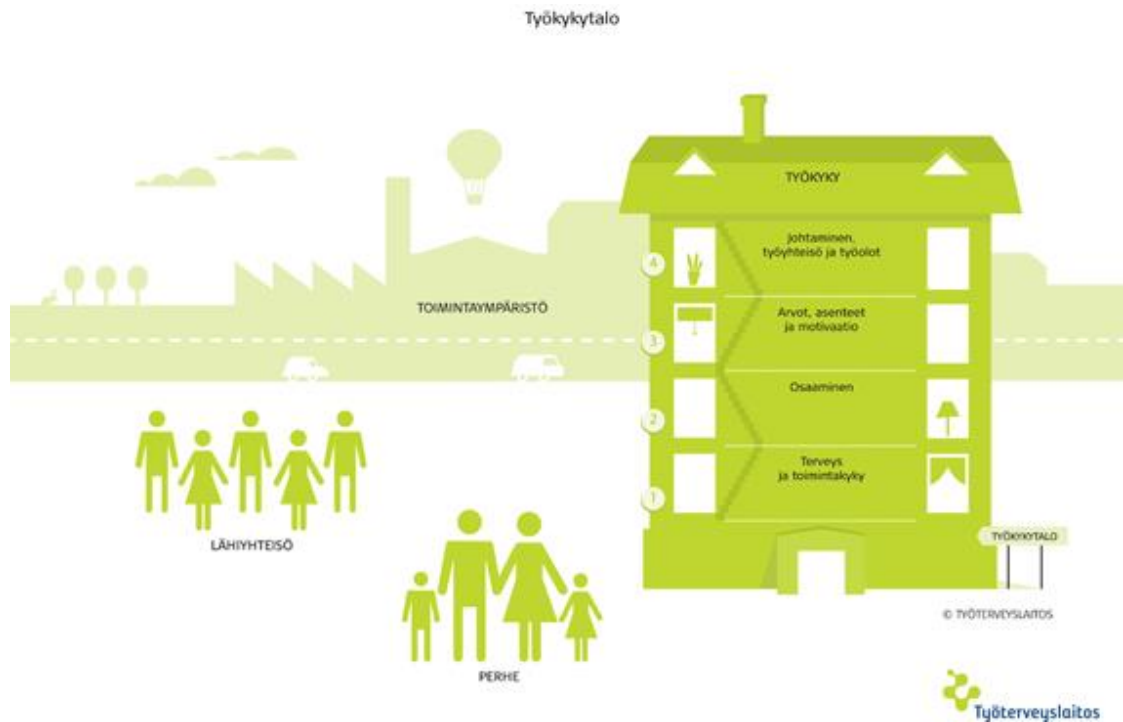 Työkykytalo
TYÖKYKY
Johtaminen,
työyhteisö ja työolot
4
Arvot, asenteet
ja motivaatio
3
Osaaminen
2
Terveys
ja toimintakyky
1
TOIMINTAYMPÄRISTÖ
LÄHIYHTEISÖ
PERHE
TYÖKYKYTALO
© TYÖTERVEYSLAITOS
Työterveyslaitos